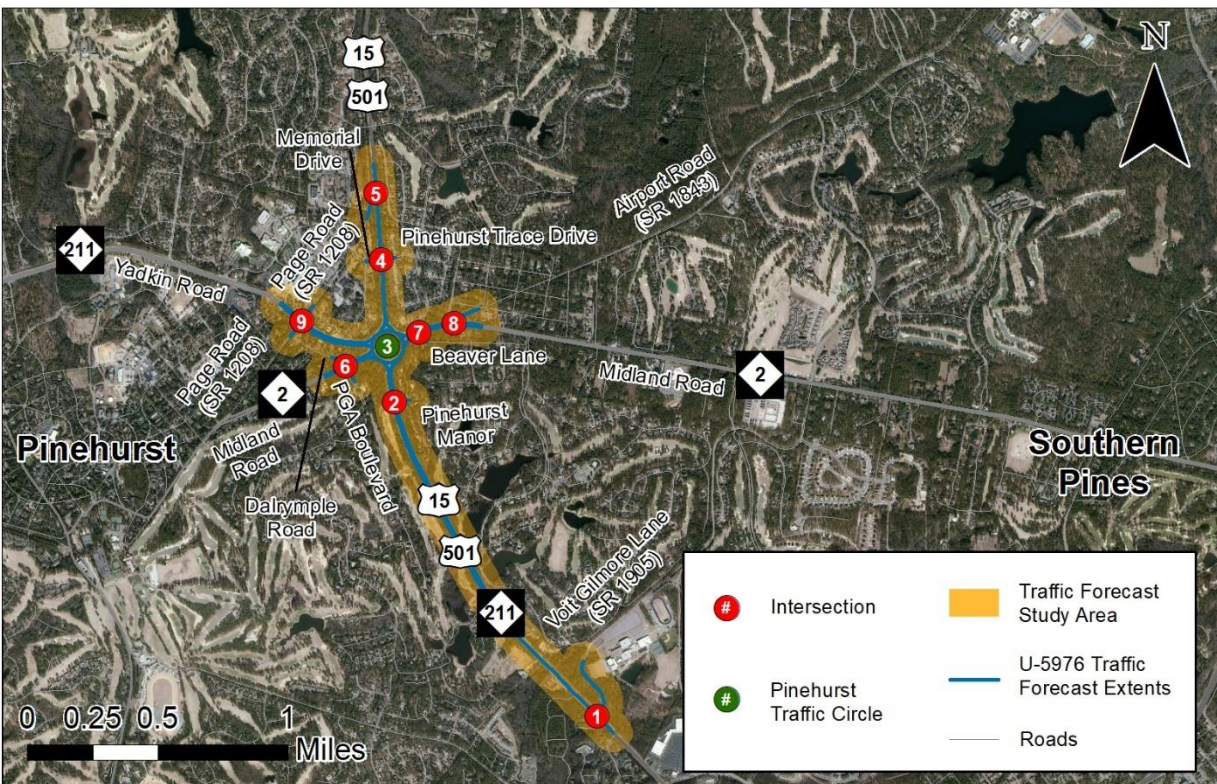 N
15
501
Memorial
Drive
5
Airport Road
(SR 1843)
Page Road
(SR 1208)
Pinehurst Trace Drive
211
4
Yadkin Road
9
7
8
3
Beaver Lane
Page Road
(SR 1208)
6
Midland Road
2
2
2
Pinehurst
Manor
PGA Boulevard
Pinehurst
Midland
Road
Southern
Pines
Dalrymple
Road
15
501
Voit Gilmore Lane
(SR 1905)
211
1
0 0.25 0.5 1
Miles
# Intersection
# Pinehurst
Traffic Circle
Traffic Forecast
Study Area
U-5976 Traffic
Forecast Extents
Roads